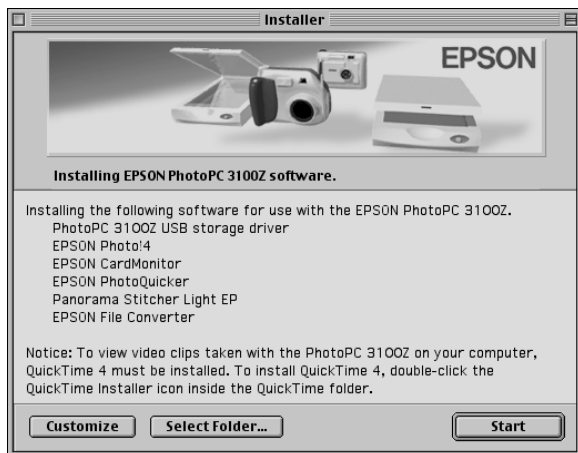 Installer
EPSON
Installing EPSON PhotoPC 3100Z software.
Installing the following software for use with the EPSON PhotoPC 3100Z.
PhotoPC 3100Z USB storage driver
EPSON Photo!4
EPSON CardMonitor
EPSON PhotoQuicker
Panorama Stitcher Light EP
EPSON File Converter
Notice: To view video clips taken with the PhotoPC 3100Z on your computer,
QuickTime 4 must be installed. To install QuickTime 4, double-click the
QuickTime Installer icon inside the QuickTime folder.
Customize
Select Folder...
Start